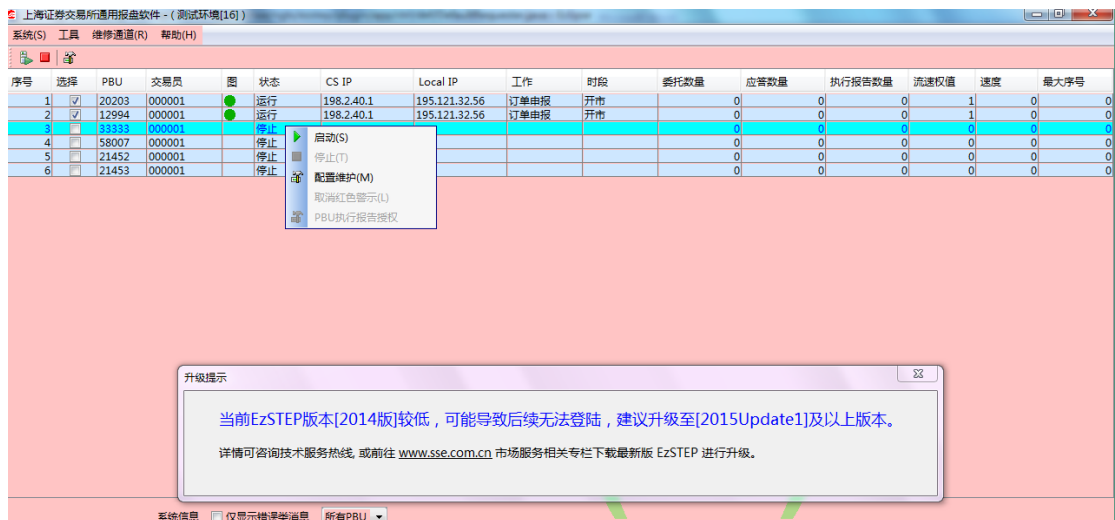 上海证券交易所通用报盘软件 - ( 测试环境[16] )
系统(S) 工具 维修通道(R) 帮助(H)
序号 选择 PBU 交易员 图 状态 CS IP Local IP 工作 时段 委托数量 应答数量 执行报告数量 流速权值 速度 最大序号
1 20203 000001 运行 198.2.40.1 195.121.32.56 订单申报 开市 0 0 0 1 0 0
2 12994 000001 运行 198.2.40.1 195.121.32.56 订单申报 开市 0 0 0 1 0 0
3 33333 000001 停止 0 0 0 0 0 0
4 58007 000001 停止 0 0 0 0 0 0
5 21452 000001 停止 0 0 0 0 0 0
6 21453 000001 停止 0 0 0 0 0 0
启动(S)
停止(T)
配置维护(M)
取消红色警示(L)
PBU执行报告授权
升级提示
当前EzSTEP版本[2014版]较低，可能导致后续无法登陆，建议升级至[2015Update1]及以上版本。
详情可咨询技术服务热线, 或前往 www.sse.com.cn 市场服务相关专栏下载最新版 EzSTEP 进行升级。
系统信息 仅显示错误类消息 所有PBU